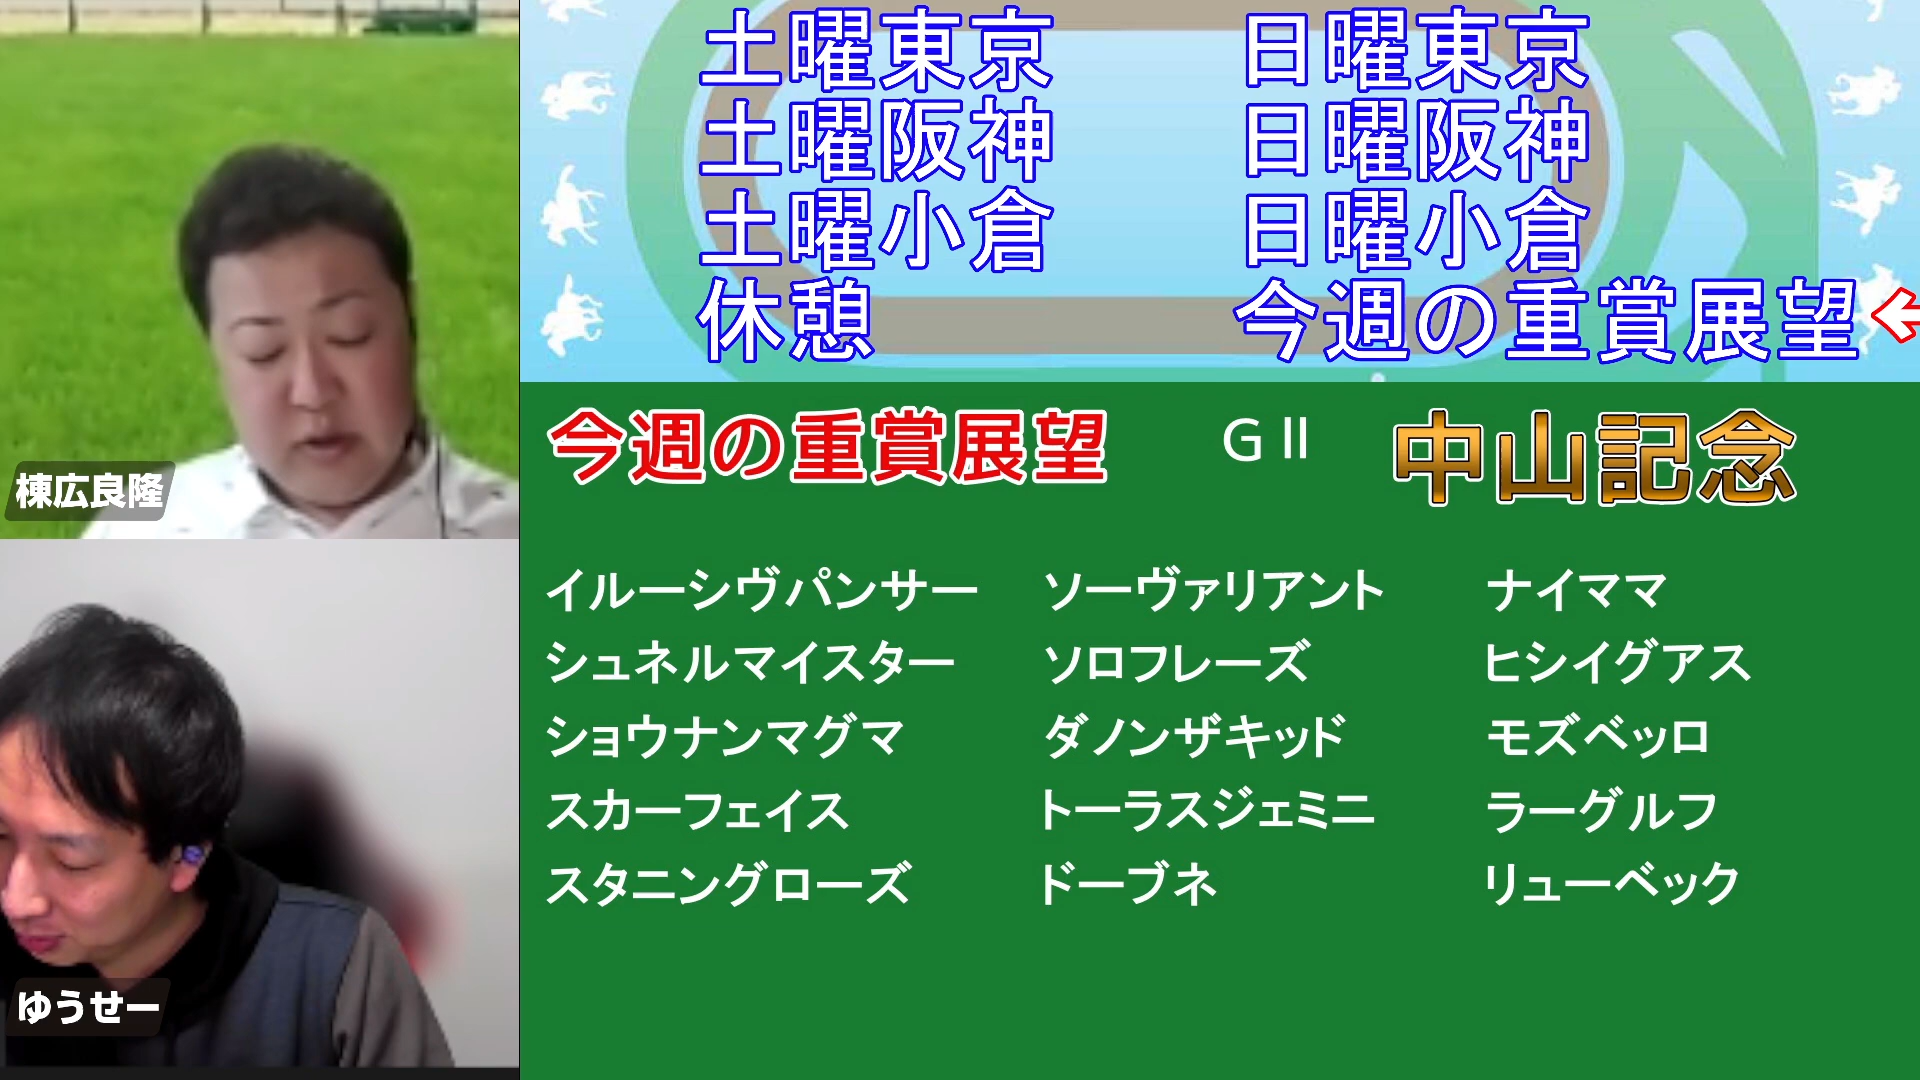 土曜東京 日曜東京
土曜阪神 日曜阪神
土曜小倉 日曜小倉
休憩 今週の重賞展望←
今週の重賞展望 GⅡ 中山記念
イルーシヴパンサー ソーヴァリアント ナイママ
シュネルマイスター ソロフレーズ ヒシイグアス
ショウナンマグマ ダノンザキッド モズベッロ
スカーフェイス トーラスジェミニ ラーグルフ
スタニングローズ ドーブネ リューベック
棟広良隆
ゆうせー